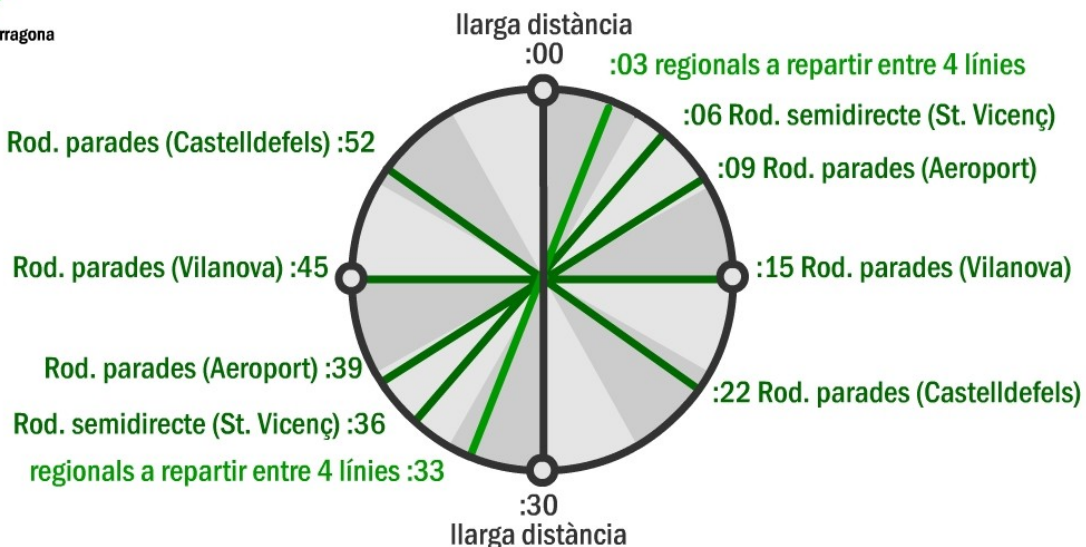 rragona
llarga distància
:00
:03 regionals a repartir entre 4 línies
:06 Rod. semidirecte (St. Vicenç)
:09 Rod. parades (Aeroport)
:15 Rod. parades (Vilanova)
:22 Rod. parades (Castelldefels)
:30
llarga distància
regionals a repartir entre 4 línies :33
Rod. semidirecte (St. Vicenç) :36
Rod. parades (Aeroport) :39
Rod. parades (Vilanova) :45
Rod. parades (Castelldefels) :52